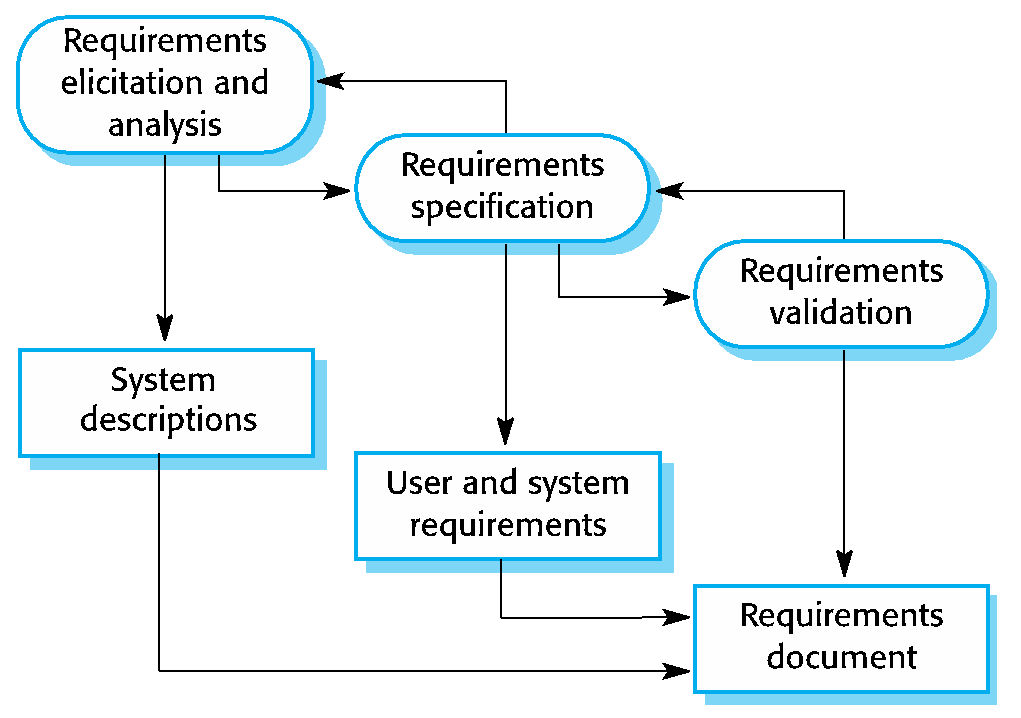 Requirements
elicitation and
analysis
Requirements
specification
Requirements
validation
System
descriptions
User and system
requirements
Requirements
document